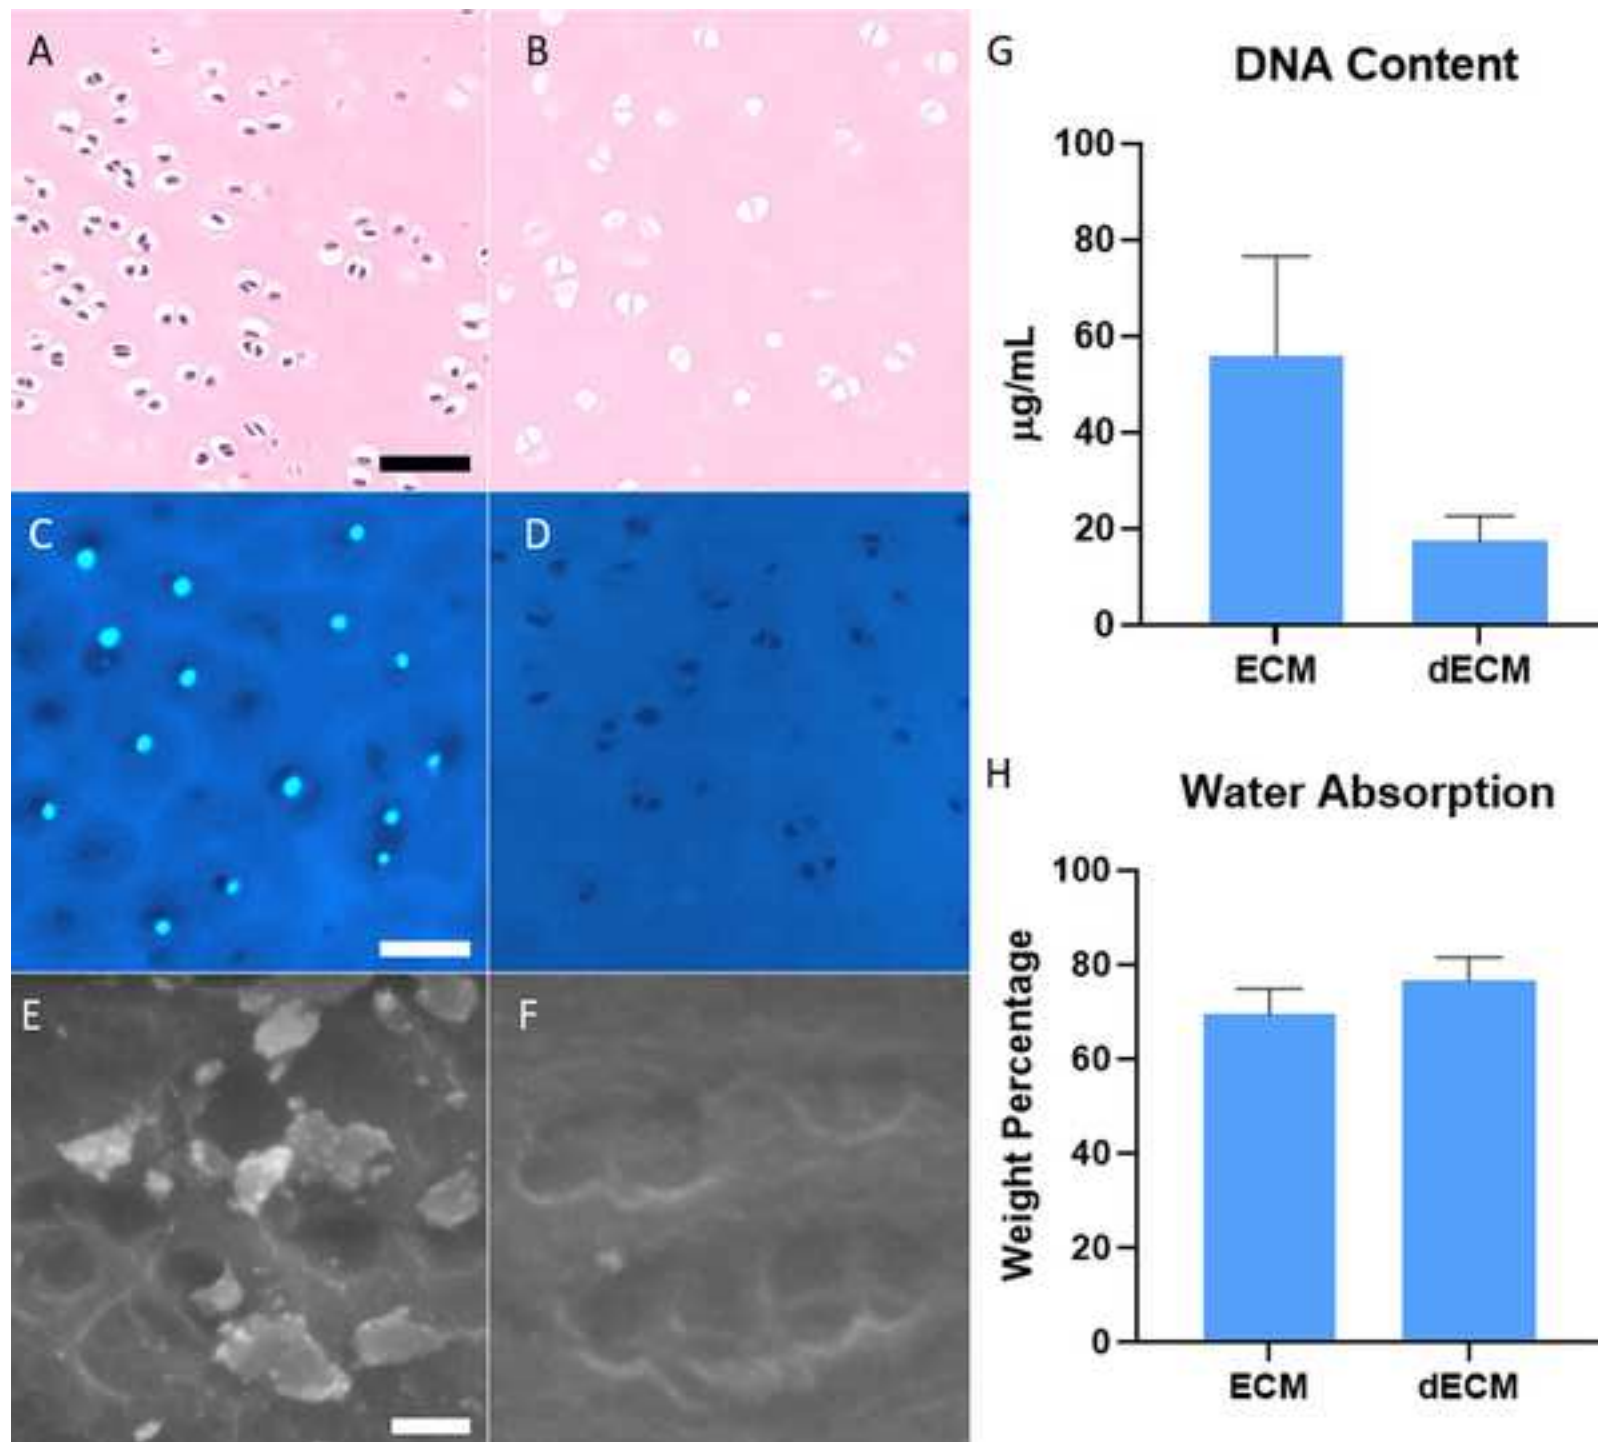 A
B
C
D
E
F
G
DNA Content
100
80
60
40
20
0
µg/mL
ECM dECM
H
Water Absorption
100
80
60
40
20
0
Weight Percentage
ECM dECM